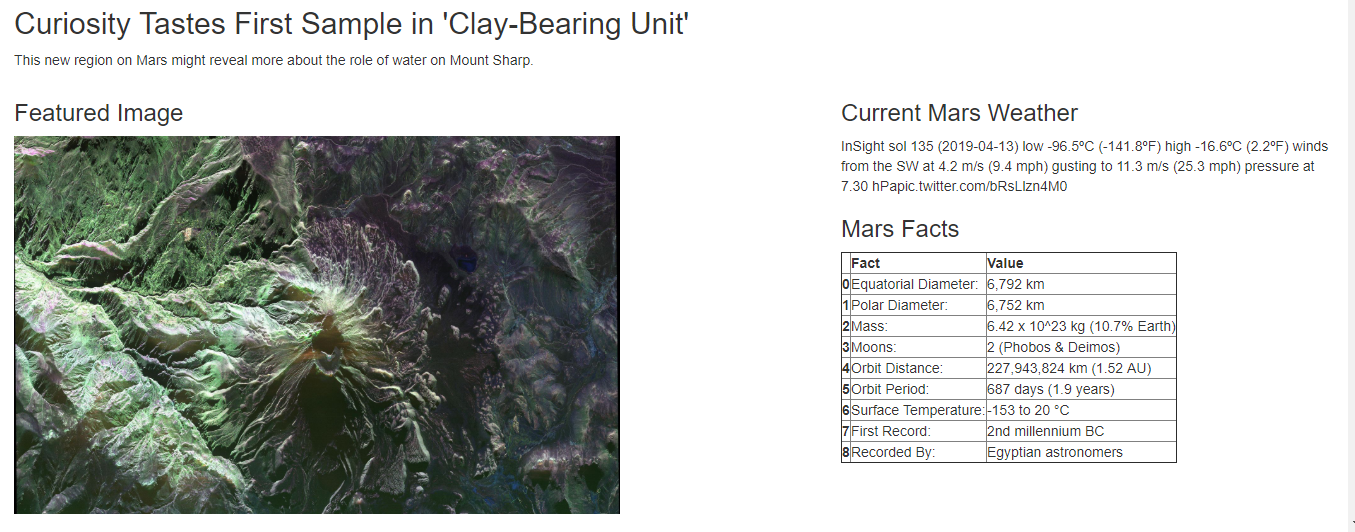 Curiosity Tastes First Sample in 'Clay-Bearing Unit'
This new region on Mars might reveal more about the role of water on Mount Sharp.
Featured Image
Current Mars Weather
InSight sol 135 (2019-04-13) low -96.5ºC (-141.8ºF) high -16.6ºC (2.2ºF) winds
from the SW at 4.2 m/s (9.4 mph) gusting to 11.3 m/s (25.3 mph) pressure at
7.30 hPapic.twitter.com/bRsLIzn4M0
Mars Facts
Fact Value
0 Equatorial Diameter: 6,792 km
1 Polar Diameter: 6,752 km
2 Mass: 6.42 x 10^23 kg (10.7% Earth)
3 Moons: 2 (Phobos & Deimos)
4 Orbit Distance: 227,943,824 km (1.52 AU)
5 Orbit Period: 687 days (1.9 years)
6 Surface Temperature: -153 to 20 °C
7 First Record: 2nd millennium BC
8 Recorded By: Egyptian astronomers